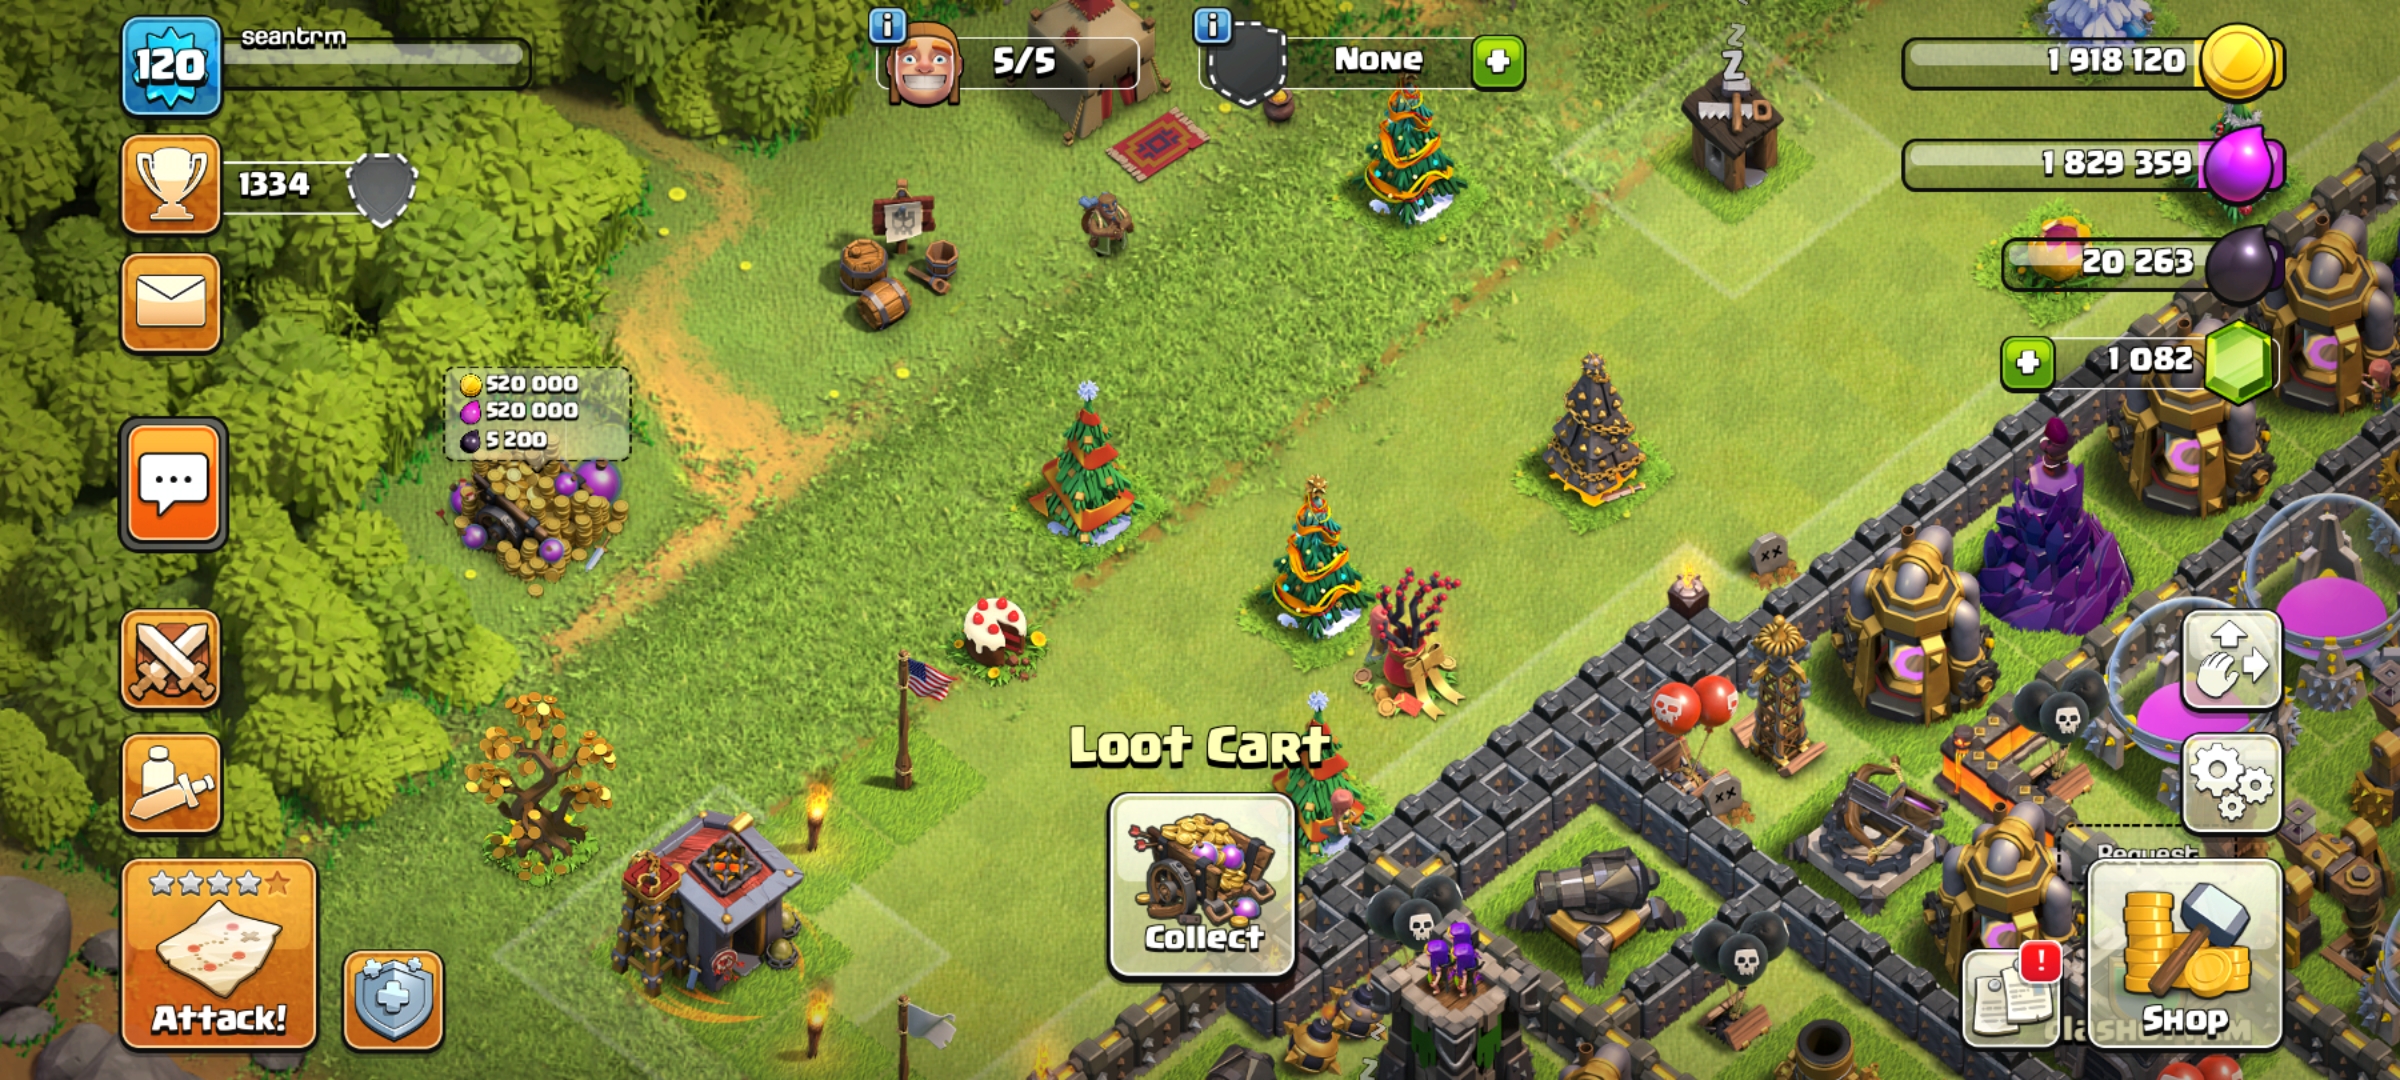 120
seantrm
5/5
None
1 918 120
1334
1 829 359
20 263
1 082
520 000
520 000
5 200
Loot Cart
Collect
Request
Attack!
Shop